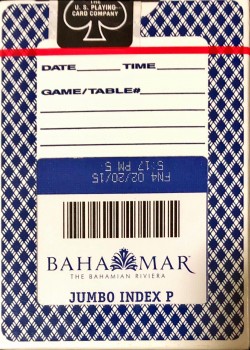 THE
U.S. PLAYING
CARD COMPANY
DATE TIME
GAME/TABLE#
FN4 02/20/15
5:17 PM 5
BAHA MAR
THE BAHAMIAN RIVIERA
JUMBO INDEX P